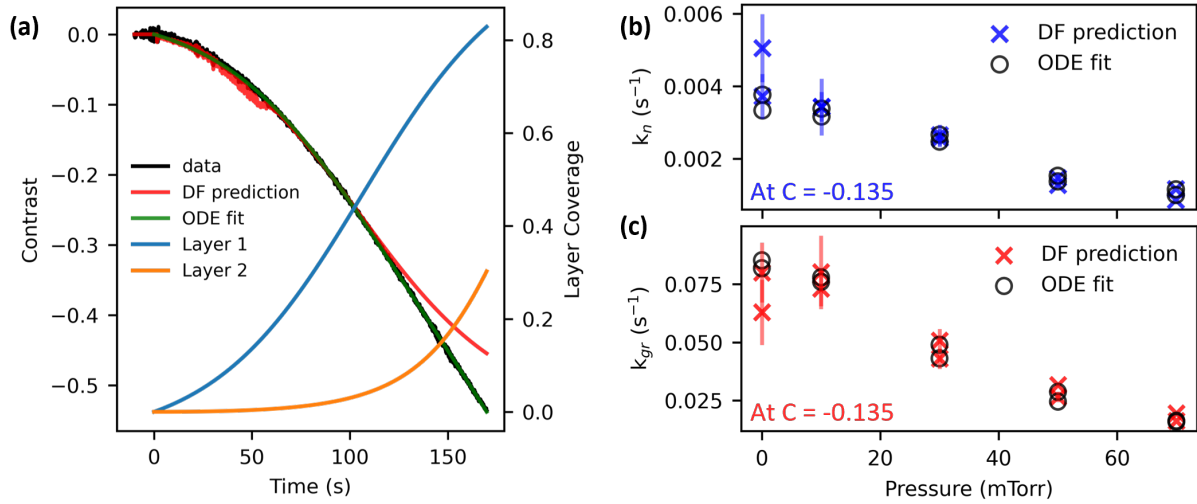 (a)
0.0
−0.1
−0.2
−0.3
−0.4
−0.5
Contrast
data
DF prediction
ODE fit
Layer 1
Layer 2
0.8
0.6
0.4
0.2
0.0
Layer Coverage
0
50
100
150
Time (s)
(b)
0.006
0.004
0.002
kn (s−1)
DF prediction
ODE fit
At C = -0.135
(c)
0.075
0.050
0.025
kgr (s−1)
DF prediction
ODE fit
At C = -0.135
0
20
40
60
Pressure (mTorr)